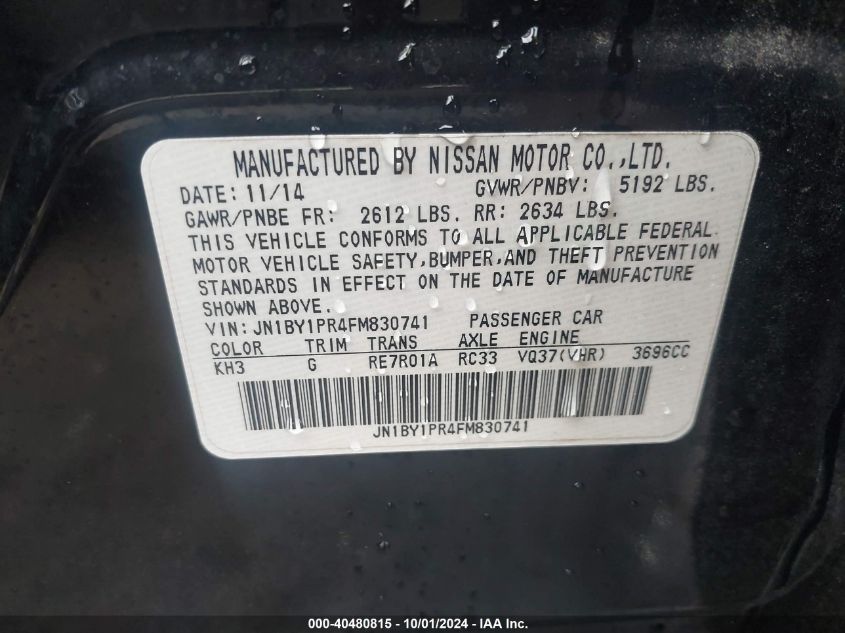 MANUFACTURED BY NISSAN MOTOR CO.,LTD.
DATE: 11/14 GVWR/PNBV: 5192 LBS.
GAWR/PNBE FR: 2612 LBS. RR: 2634 LBS.
THIS VEHICLE CONFORMS TO ALL APPLICABLE FEDERAL
MOTOR VEHICLE SAFETY,BUMPER,AND THEFT PREVENTION
STANDARDS IN EFFECT ON THE DATE OF MANUFACTURE
SHOWN ABOVE.
VIN: JN1BY1PR4FM830741 PASSENGER CAR
COLOR TRIM TRANS AXLE ENGINE
KH3 G RE7R01A RC33 VQ37(VHR) 3696CC
JN1BY1PR4FM830741
000-40480815 - 10/01/2024 - IAA Inc.